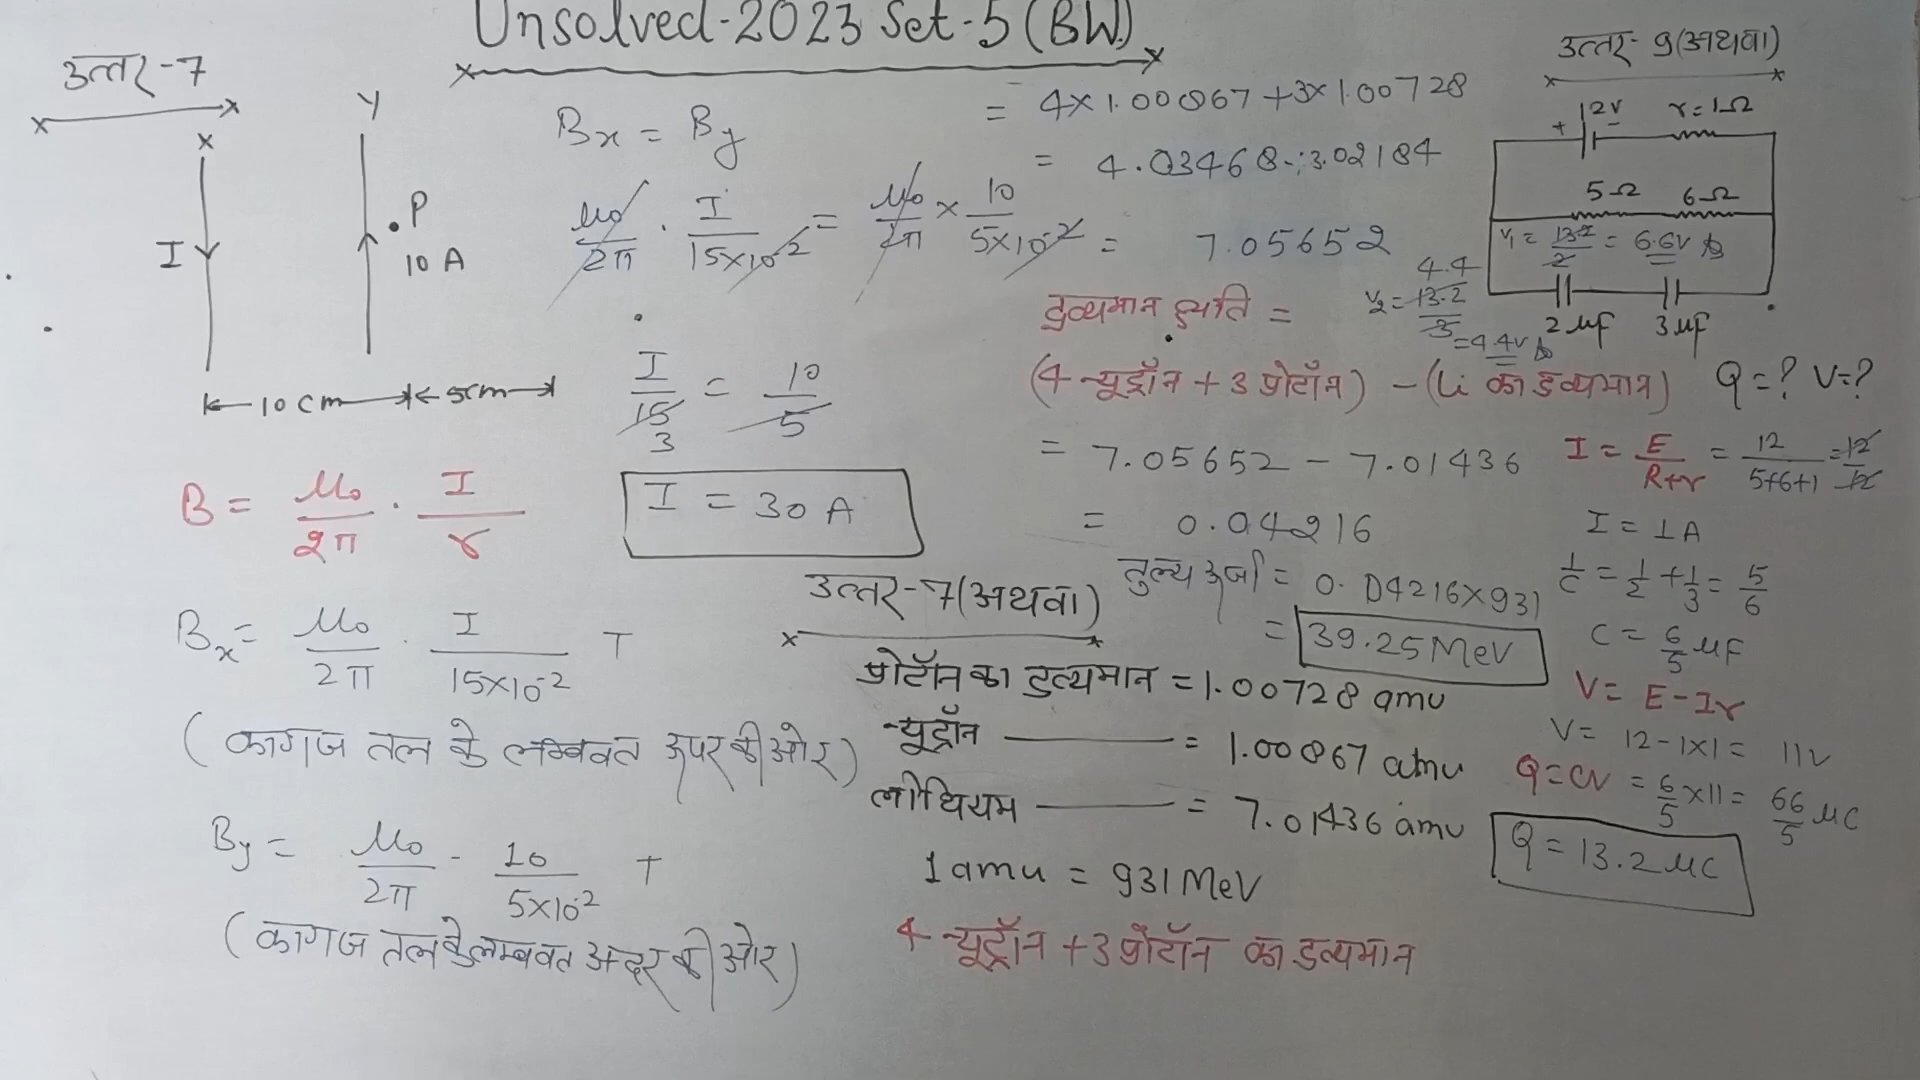 Unsolved-2023 Set-5 (BW)
उत्तर-7
X
Y
I
P
10 A
10 cm
5cm
B = μ₀/2π · I/r
Bx = μ₀/2π · I/15×10⁻² T
(कागज तल के लम्बवत ऊपर की ओर)
By = μ₀/2π - 10/5×10⁻² T
(कागज तल के लम्बवत अन्दर की ओर)
Bx = By
μ₀/2π · I/15×10⁻² = μ₀/2π × 10/5×10⁻²
I/15 = 10/5
3
I = 30 A
उत्तर-7 (अथवा)
प्रोटॉन का द्रव्यमान = 1.00728 amu
न्यूट्रॉन ——— = 1.00867 amu
लीथियम ——— = 7.01436 amu
1 amu = 931 MeV
4 न्यूट्रॉन + 3 प्रोटॉन का द्रव्यमान
= 4×1.00867 + 3×1.00728
= 4.03468 + 3.02184
= 7.05652
द्रव्यमान क्षति =
(4 न्यूट्रॉन + 3 प्रोटॉन) - (Li का द्रव्यमान)
= 7.05652 - 7.01436
= 0.04216
तुल्य ऊर्जा = 0.04216×931
= 39.25 MeV
उत्तर- 9(अथवा)
+ 12V -
r=1Ω
5Ω 6Ω
V₁ = 13.2/2 = 6.6V
V₂ = 13.2/3
4.4
= 4.4V
2 μf 3 μf
Q=? V=?
I = E/R+r = 12/5+6+1 = 12/12
I = 1A
1/C = 1/2 + 1/3 = 5/6
C = 6/5 μF
V = E - Ir
V = 12-1×1 = 11V
Q=CV = 6/5×11 = 66/5 μC
Q = 13.2 μC